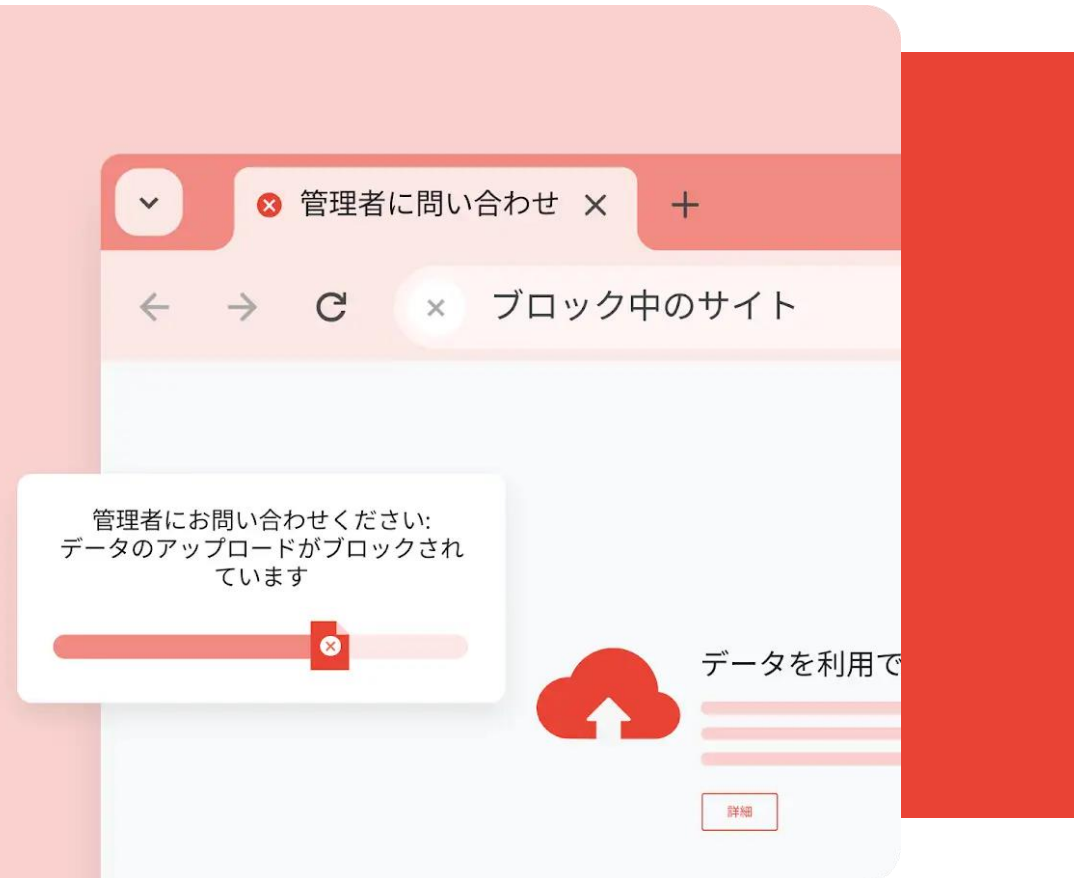 管理者に問い合わせ
ブロック中のサイト
管理者にお問い合わせください:
データのアップロードがブロックされ
ています
データを利用で
詳細